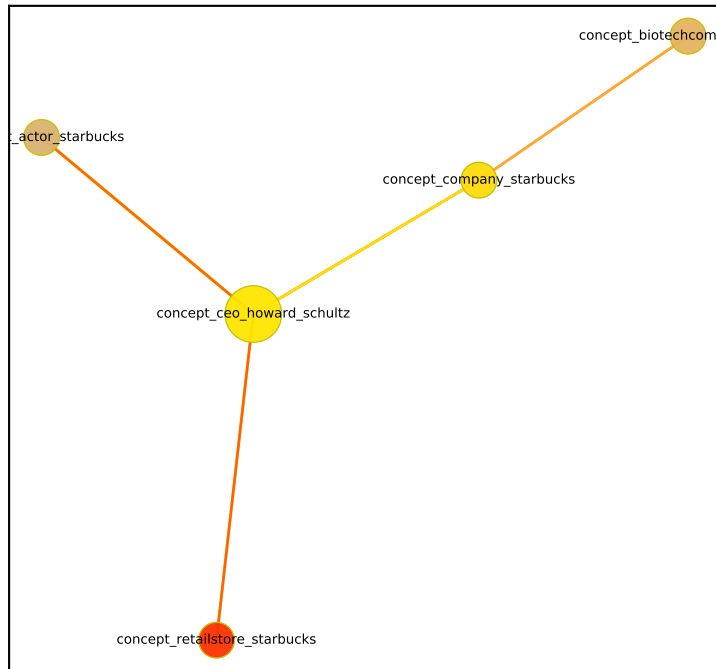 concept_biotechcom
t_actor_starbucks
concept_company_starbucks
concept_ceo_howard_schultz
concept_retailstore_starbucks